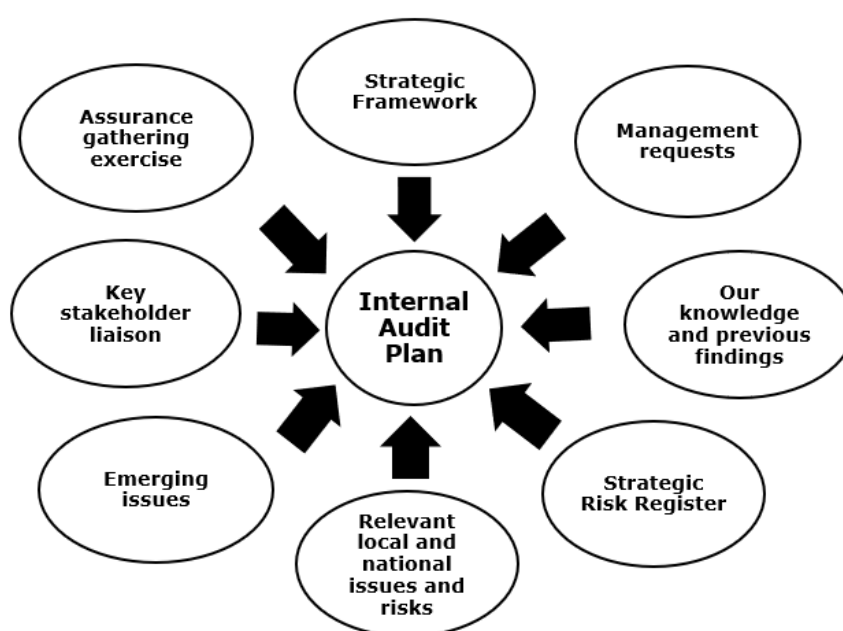 Strategic
Framework
Assurance
gathering
exercise
Management
requests
Key
stakeholder
liaison
Internal
Audit
Plan
Our
knowledge
and previous
findings
Emerging
issues
Strategic
Risk Register
Relevant
local and
national
issues and
risks